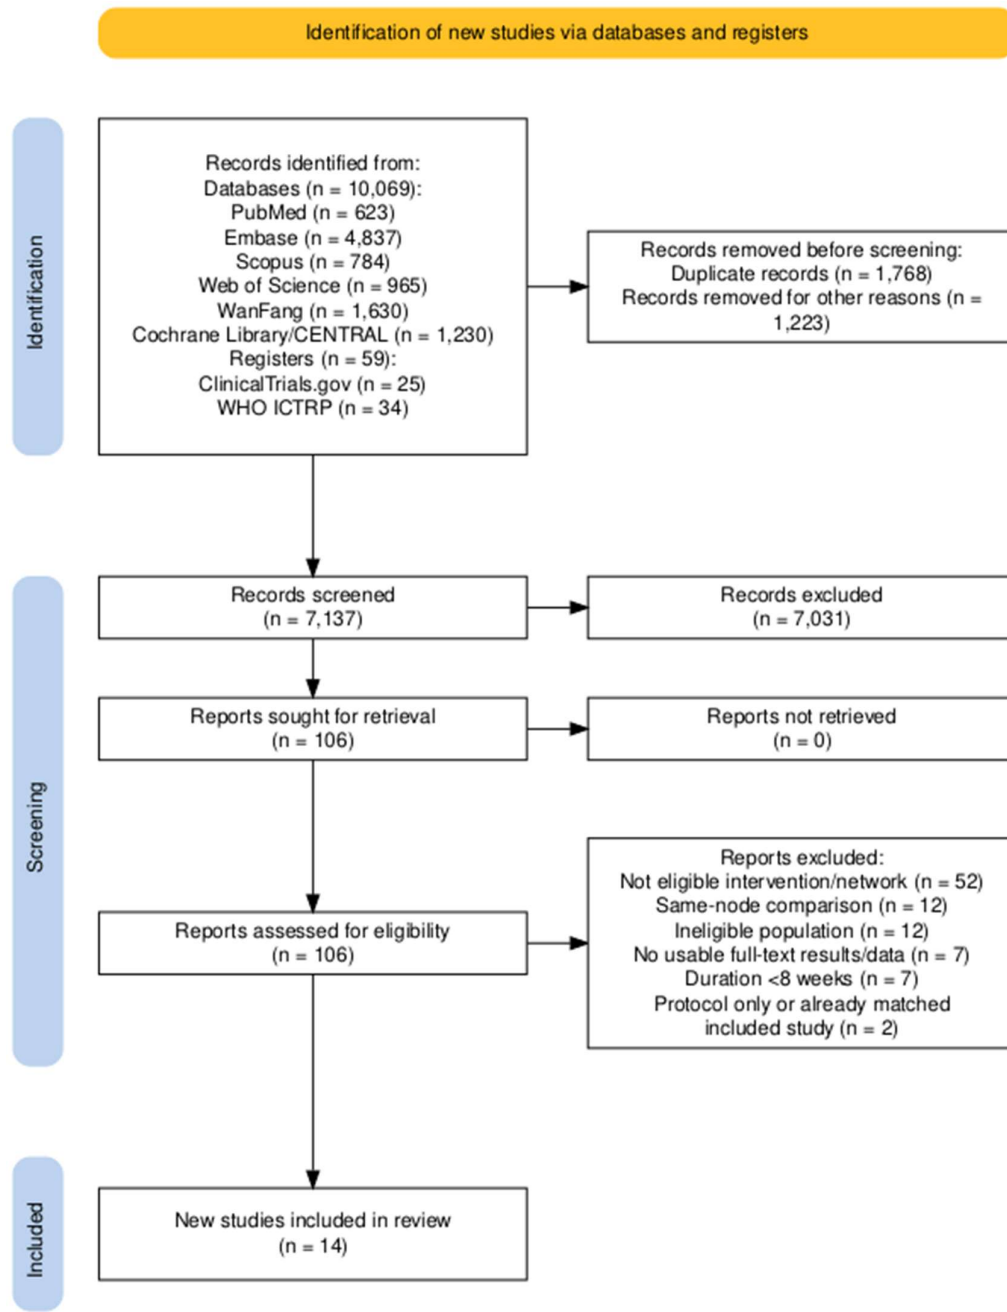 Identification of new studies via databases and registers
Identification
Records identified from:
Databases (n = 10,069):
PubMed (n = 623)
Embase (n = 4,837)
Scopus (n = 784)
Web of Science (n = 965)
WanFang (n = 1,630)
Cochrane Library/CENTRAL (n = 1,230)
Registers (n = 59):
ClinicalTrials.gov (n = 25)
WHO ICTRP (n = 34)
Records removed before screening:
Duplicate records (n = 1,768)
Records removed for other reasons (n =
1,223)
Screening
Records screened
(n = 7,137)
Records excluded
(n = 7,031)
Reports sought for retrieval
(n = 106)
Reports not retrieved
(n = 0)
Reports assessed for eligibility
(n = 106)
Reports excluded:
Not eligible intervention/network (n = 52)
Same-node comparison (n = 12)
Ineligible population (n = 12)
No usable full-text results/data (n = 7)
Duration <8 weeks (n = 7)
Protocol only or already matched
included study (n = 2)
Included
New studies included in review
(n = 14)